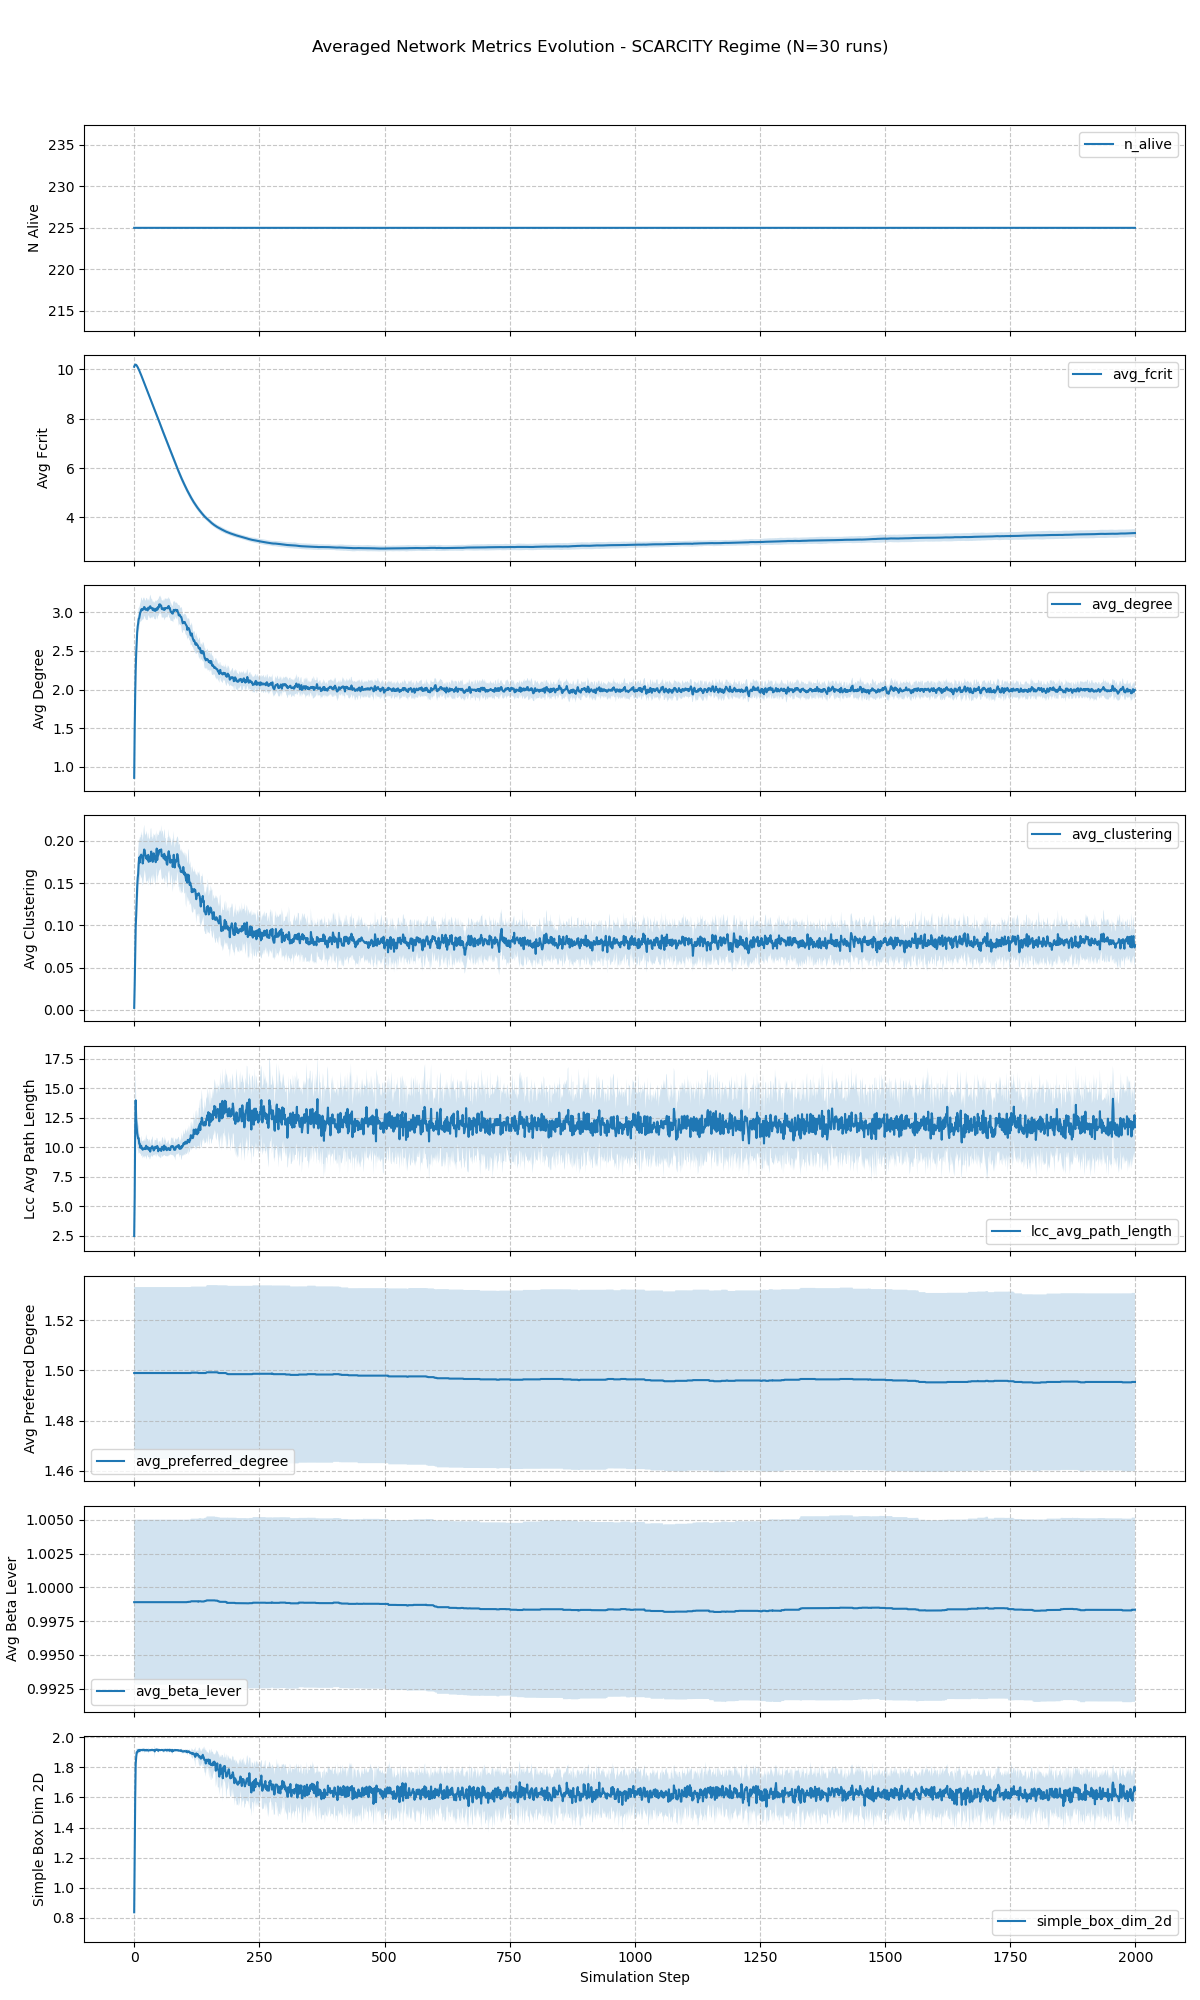 Averaged Network Metrics Evolution - SCARCITY Regime (N=30 runs)
N Alive
235
230
225
220
215
n_alive
Avg Fcrit
10
8
6
4
avg_fcrit
Avg Degree
3.0
2.5
2.0
1.5
1.0
avg_degree
Avg Clustering
0.20
0.15
0.10
0.05
0.00
avg_clustering
Lcc Avg Path Length
17.5
15.0
12.5
10.0
7.5
5.0
2.5
lcc_avg_path_length
Avg Preferred Degree
1.52
1.50
1.48
1.46
avg_preferred_degree
Avg Beta Lever
1.0050
1.0025
1.0000
0.9975
0.9950
0.9925
avg_beta_lever
Simple Box Dim 2D
2.0
1.8
1.6
1.4
1.2
1.0
0.8
simple_box_dim_2d
0 250 500 750 1000 1250 1500 1750 2000
Simulation Step